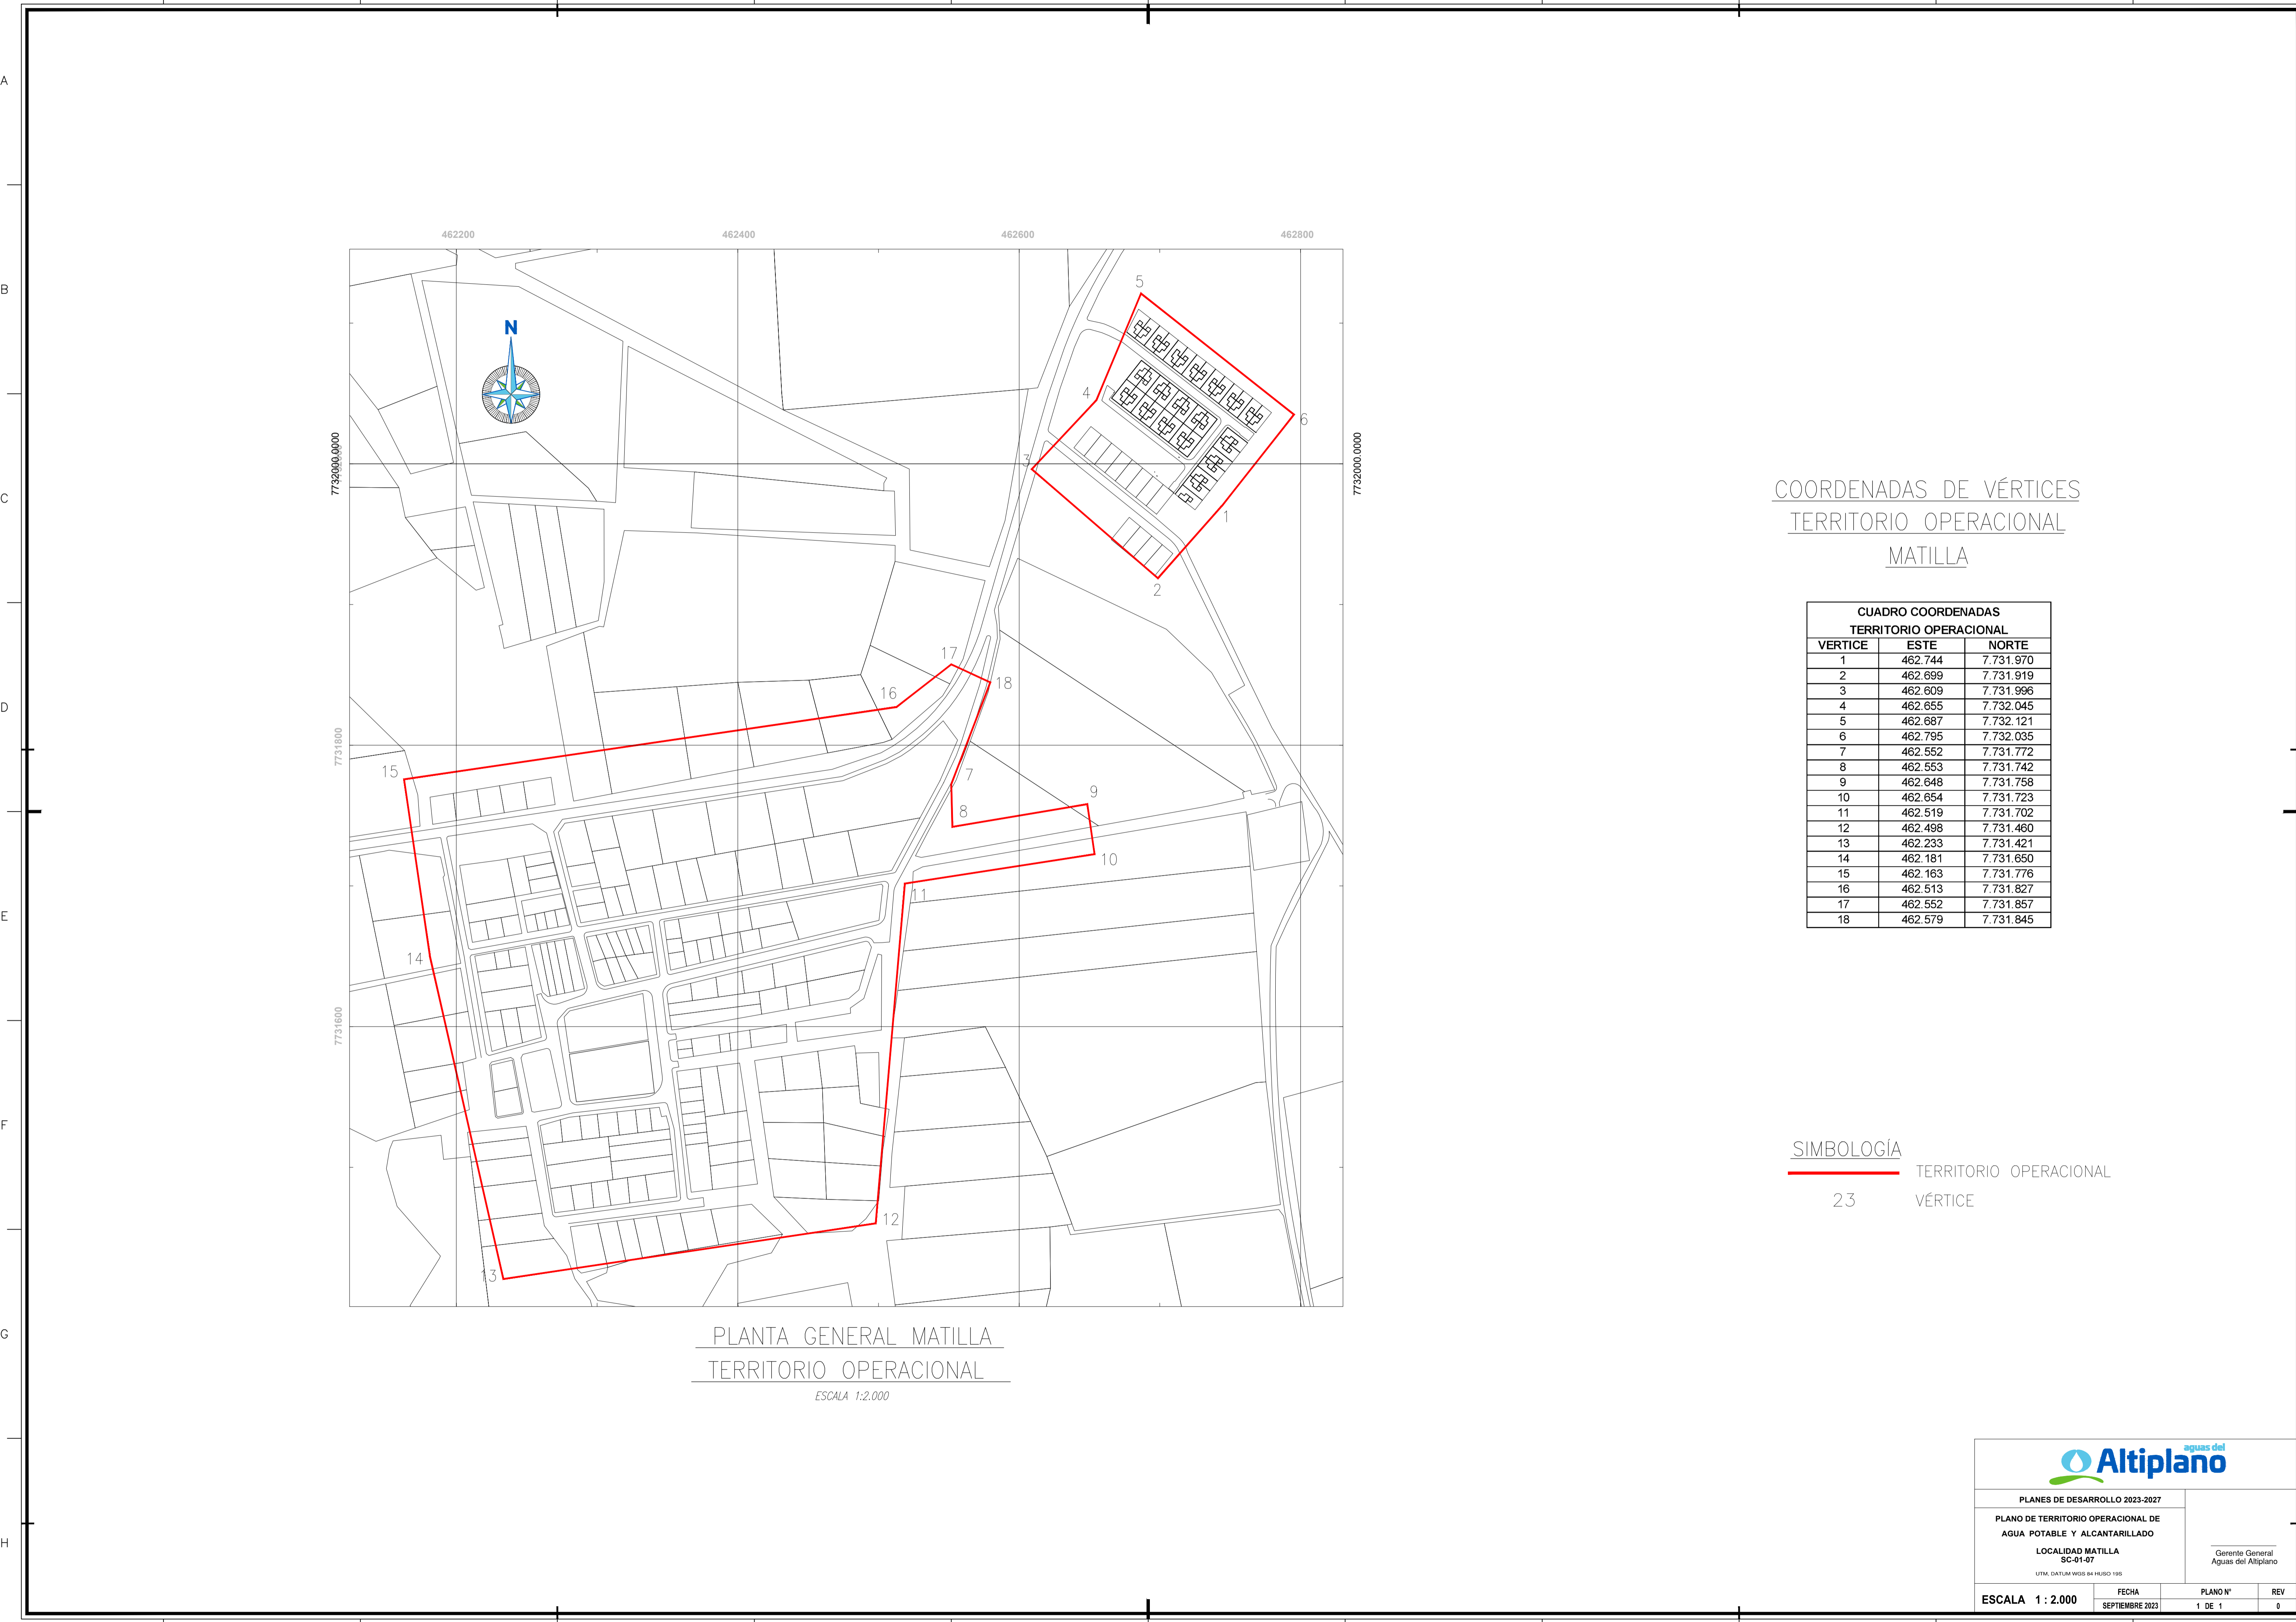 A
B
C
D
E
F
G
H
462200 462400 462600 462800
7732000.0000
7732000.0000
7731800
7731600
N
5
4
6
3
1
2
17
18
16
15
7
8
9
10
11
14
12
13
PLANTA GENERAL MATILLA
TERRITORIO OPERACIONAL
ESCALA 1:2.000
COORDENADAS DE VÉRTICES
TERRITORIO OPERACIONAL
MATILLA
CUADRO COORDENADAS
TERRITORIO OPERACIONAL
VERTICE ESTE NORTE
1 462.744 7.731.970
2 462.699 7.731.919
3 462.609 7.731.996
4 462.655 7.732.045
5 462.687 7.732.121
6 462.795 7.732.035
7 462.552 7.731.772
8 462.553 7.731.742
9 462.648 7.731.758
10 462.654 7.731.723
11 462.519 7.731.702
12 462.498 7.731.460
13 462.233 7.731.421
14 462.181 7.731.650
15 462.163 7.731.776
16 462.513 7.731.827
17 462.552 7.731.857
18 462.579 7.731.845
SIMBOLOGÍA
TERRITORIO OPERACIONAL
23 VÉRTICE
aguas del
Altiplano
PLANES DE DESARROLLO 2023-2027
PLANO DE TERRITORIO OPERACIONAL DE
AGUA POTABLE Y ALCANTARILLADO
LOCALIDAD MATILLA
SC-01-07
UTM, DATUM WGS 84 HUSO 19S
Gerente General
Aguas del Altiplano
ESCALA 1 : 2.000
FECHA PLANO N° REV
SEPTIEMBRE 2023 1 DE 1 0